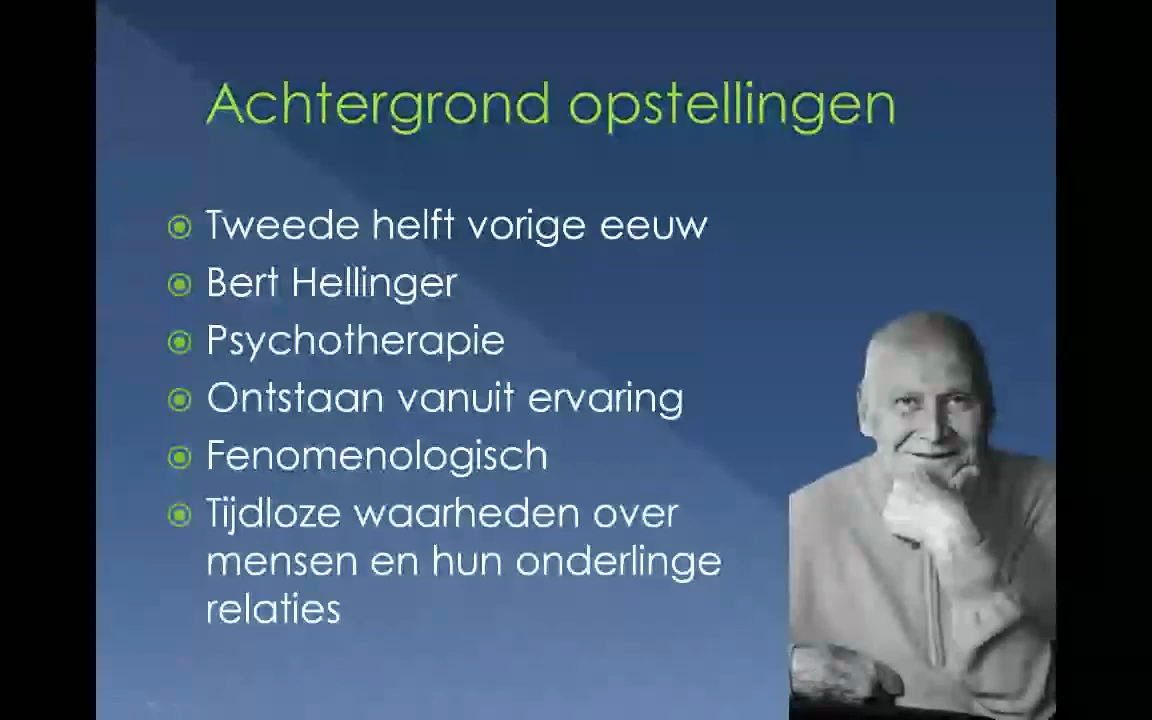 Achtergrond opstellingen
Tweede helft vorige eeuw
Bert Hellinger
Psychotherapie
Ontstaan vanuit ervaring
Fenomenologisch
Tijdloze waarheden over
mensen en hun onderlinge
relaties